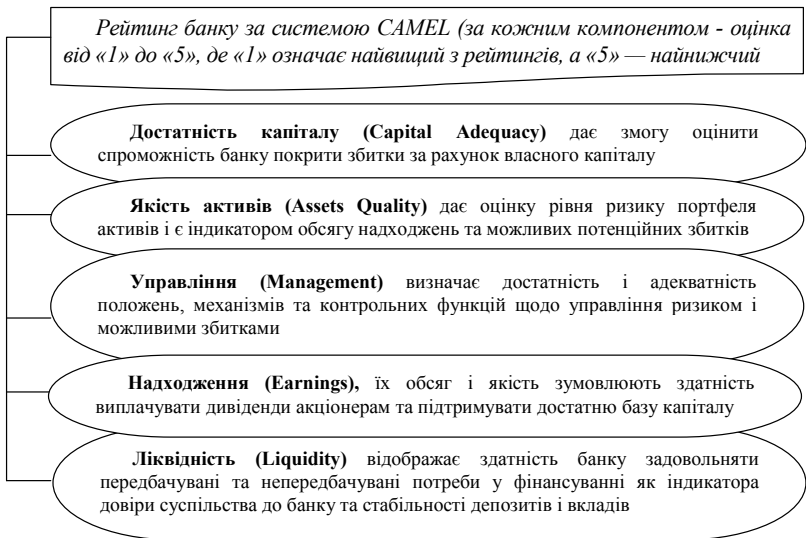 Рейтинг банку за системою CAMEL (за кожним компонентом - оцінка
від «1» до «5», де «1» означає найвищий з рейтингів, а «5» — найнижчий
Достатність капіталу (Capital Adequacy) дає змогу оцінити
спроможність банку покрити збитки за рахунок власного капіталу
Якість активів (Assets Quality) дає оцінку рівня ризику портфеля
активів і є індикатором обсягу надходжень та можливих потенційних збитків
Управління (Management) визначає достатність і адекватність
положень, механізмів та контрольних функцій щодо управління ризиком і
можливими збитками
Надходження (Earnings), їх обсяг і якість зумовлюють здатність
виплачувати дивіденди акціонерам та підтримувати достатню базу капіталу
Ліквідність (Liquidity) відображає здатність банку задовольняти
передбачувані та непередбачувані потреби у фінансуванні як індикатора
довіри суспільства до банку та стабільності депозитів і вкладів